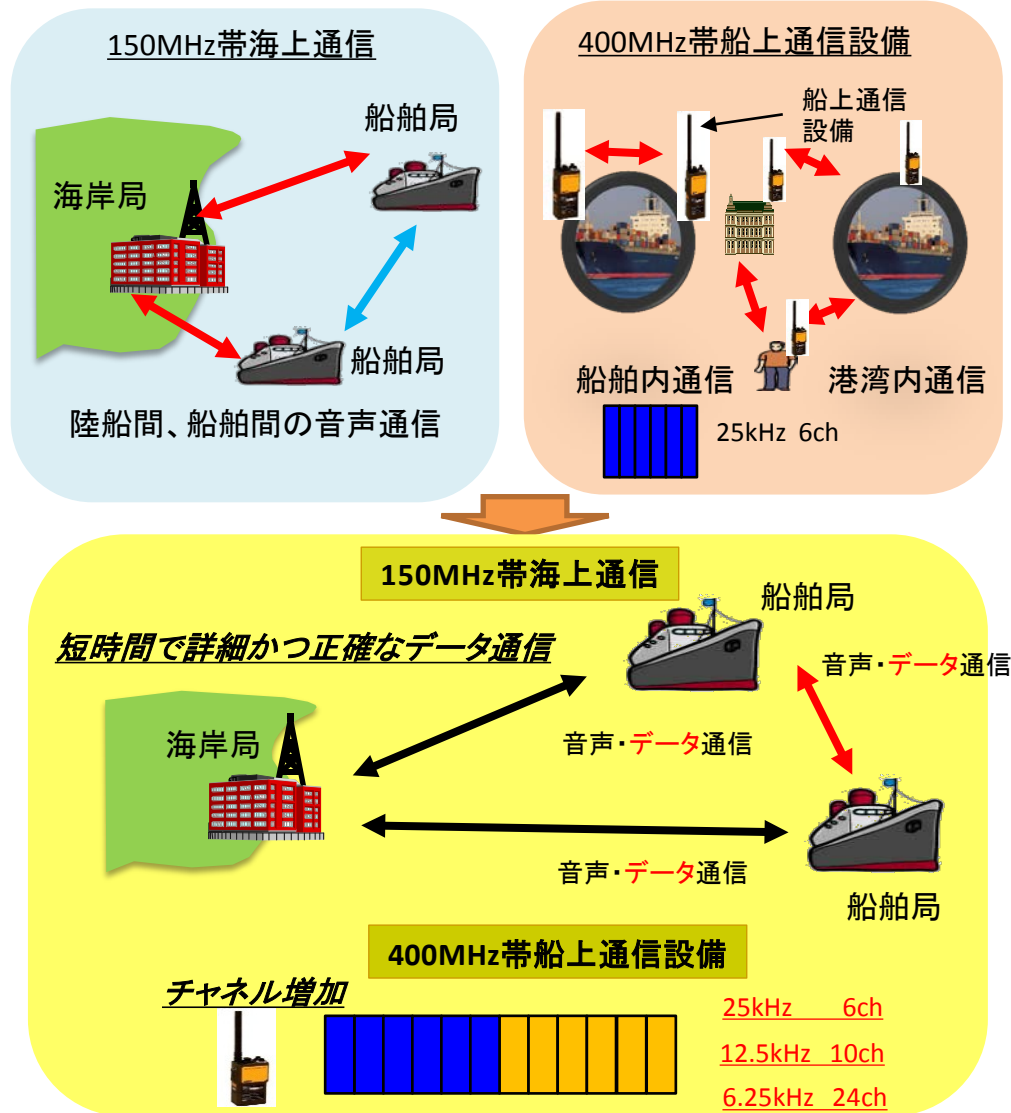 150MHz帯海上通信
船舶局
海岸局
船舶局
陸船間、船舶間の音声通信
400MHz帯船上通信設備
船上通信
設備
船舶内通信
港湾内通信
25kHz 6ch
150MHz帯海上通信
船舶局
短時間で詳細かつ正確なデータ通信
音声・データ通信
海岸局
音声・データ通信
音声・データ通信
船舶局
400MHz帯船上通信設備
チャネル増加
25kHz 6ch
12.5kHz 10ch
6.25kHz 24ch